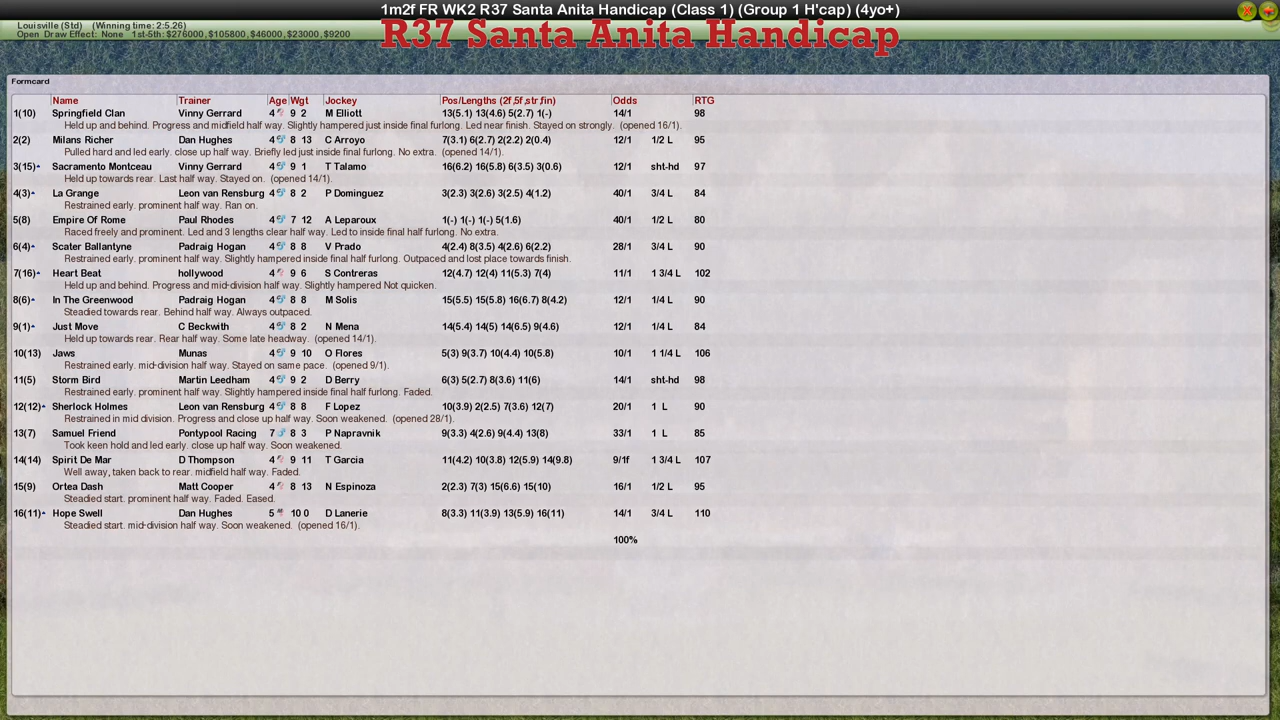 1m2f FR WK2 R37 Santa Anita Handicap (Class 1) (Group 1 H'cap) (4yo+)
Louisville (Std) (Winning time: 2:5.26)
Open Draw Effect: None 1st-5th: $276000,$105800,$46000,$23000,$9200
R37 Santa Anita Handicap
Formcard
Name Trainer Age Wgt Jockey Pos/Lengths (2f,5f,str,fin) Odds RTG
1(10) Springfield Clan Vinny Gerrard 4 9 2 M Elliott 13(5.1) 13(4.6) 5(2.7) 1(-) 14/1 98
Held up and behind. Progress and midfield half way. Slightly hampered just inside final furlong. Led near finish. Stayed on strongly. (opened 16/1).
2(2) Milans Richer Dan Hughes 4 8 13 C Arroyo 7(3.1) 6(2.7) 2(2.2) 2(0.4) 12/1 1/2 L 95
Pulled hard and led early. close up half way. Briefly led just inside final furlong. No extra. (opened 14/1).
3(15) Sacramento Montceau Vinny Gerrard 4 9 1 T Talamo 16(6.2) 16(5.8) 6(3.5) 3(0.6) 12/1 sht-hd 97
Held up towards rear. Last half way. Stayed on. (opened 14/1).
4(3) La Grange Leon van Rensburg 4 8 2 P Dominguez 3(2.3) 3(2.6) 3(2.5) 4(1.2) 40/1 3/4 L 84
Restrained early. prominent half way. Ran on.
5(8) Empire Of Rome Paul Rhodes 4 7 12 A Leparoux 1(-) 1(-) 1(-) 5(1.6) 40/1 1/2 L 80
Raced freely and prominent. Led and 3 lengths clear half way. Led to inside final half furlong. No extra.
6(4) Scater Ballantyne Padraig Hogan 4 8 8 V Prado 4(2.4) 8(3.5) 4(2.6) 6(2.2) 28/1 3/4 L 90
Restrained early. prominent half way. Slightly hampered inside final half furlong. Outpaced and lost place towards finish.
7(16) Heart Beat hollywood 4 9 6 S Contreras 12(4.7) 12(4) 11(5.3) 7(4) 11/1 1 3/4 L 102
Held up and behind. Progress and mid-division half way. Slightly hampered Not quicken.
8(6) In The Greenwood Padraig Hogan 4 8 8 M Solis 15(5.5) 15(5.8) 16(6.7) 8(4.2) 12/1 1/4 L 90
Steadied towards rear. Behind half way. Always outpaced.
9(1) Just Move C Beckwith 4 8 2 N Mena 14(5.4) 14(5) 14(6.5) 9(4.6) 12/1 1/4 L 84
Held up towards rear. Rear half way. Some late headway. (opened 14/1).
10(13) Jaws Munas 4 9 10 O Flores 5(3) 9(3.7) 10(4.4) 10(5.8) 10/1 1 1/4 L 106
Restrained early. mid-division half way. Stayed on same pace. (opened 9/1).
11(5) Storm Bird Martin Leedham 4 9 2 D Berry 6(3) 5(2.7) 8(3.6) 11(6) 14/1 sht-hd 98
Restrained early. prominent half way. Slightly hampered inside final half furlong. Faded.
12(12) Sherlock Holmes Leon van Rensburg 4 8 8 F Lopez 10(3.9) 2(2.5) 7(3.6) 12(7) 20/1 1 L 90
Restrained in mid division. Progress and close up half way. Soon weakened. (opened 28/1).
13(7) Samuel Friend Pontypool Racing 7 8 3 P Napravnik 9(3.3) 4(2.6) 9(4.4) 13(8) 33/1 1 L 85
Took keen hold and led early. close up half way. Soon weakened.
14(14) Spirit De Mar D Thompson 4 9 11 T Garcia 11(4.2) 10(3.8) 12(5.9) 14(9.8) 9/1f 1 3/4 L 107
Well away, taken back to rear. midfield half way. Faded.
15(9) Ortea Dash Matt Cooper 4 8 13 N Espinoza 2(2.3) 7(3) 15(6.6) 15(10) 16/1 1/2 L 95
Steadied start. prominent half way. Faded. Eased.
16(11) Hope Swell Dan Hughes 5 10 0 D Lanerie 8(3.3) 11(3.9) 13(5.9) 16(11) 14/1 3/4 L 110
Steadied start. mid-division half way. Soon weakened. (opened 16/1).
100%